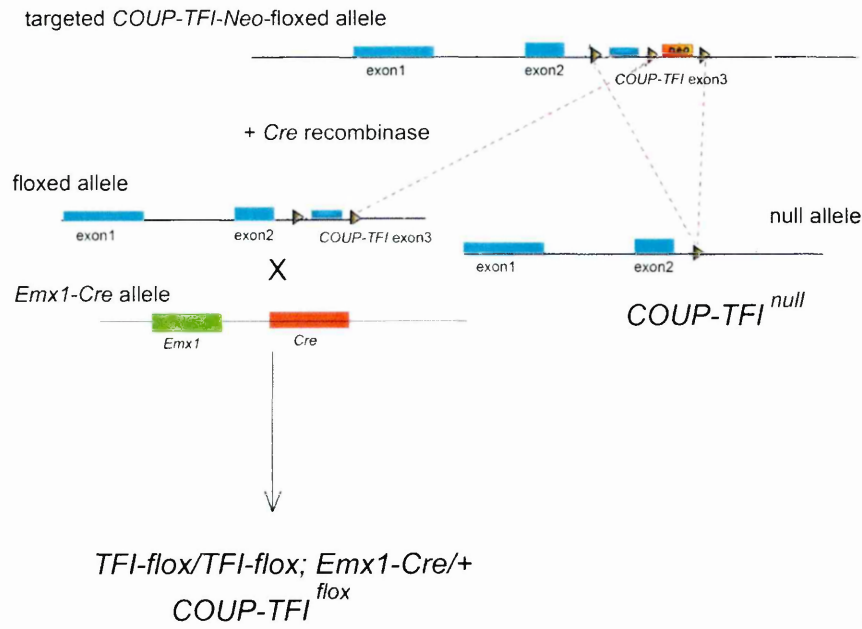 targeted COUP-TFI-Neo-floxed allele
neo
exon1
exon2
COUP-TFI exon3
+ Cre recombinase
floxed allele
null allele
exon1
exon2
COUP-TFI exon3
exon1
exon2
X
Emx1-Cre allele
COUP-TFI null
Emx1
Cre
TFI-flox/TFI-flox; Emx1-Cre/+
COUP-TFI flox